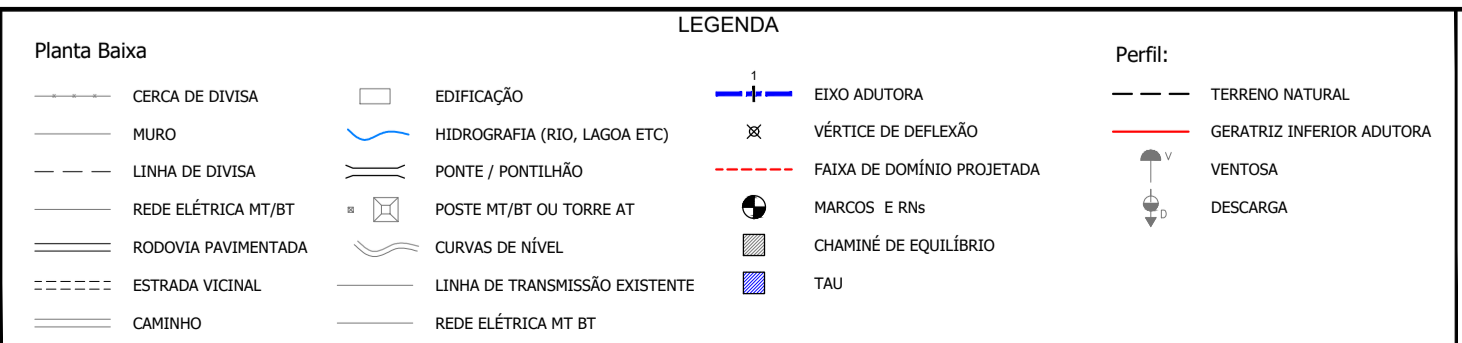 LEGENDA
Planta Baixa
CERCA DE DIVISA
MURO
LINHA DE DIVISA
REDE ELÉTRICA MT/BT
RODOVIA PAVIMENTADA
ESTRADA VICINAL
CAMINHO
EDIFICAÇÃO
HIDROGRAFIA (RIO, LAGOA ETC)
PONTE / PONTILHÃO
POSTE MT/BT OU TORRE AT
CURVAS DE NÍVEL
LINHA DE TRANSMISSÃO EXISTENTE
REDE ELÉTRICA MT BT
1
EIXO ADUTORA
VÉRTICE DE DEFLEXÃO
FAIXA DE DOMÍNIO PROJETADA
MARCOS E RNs
CHAMINÉ DE EQUILÍBRIO
TAU
Perfil:
TERRENO NATURAL
GERATRIZ INFERIOR ADUTORA
V
VENTOSA
D
DESCARGA